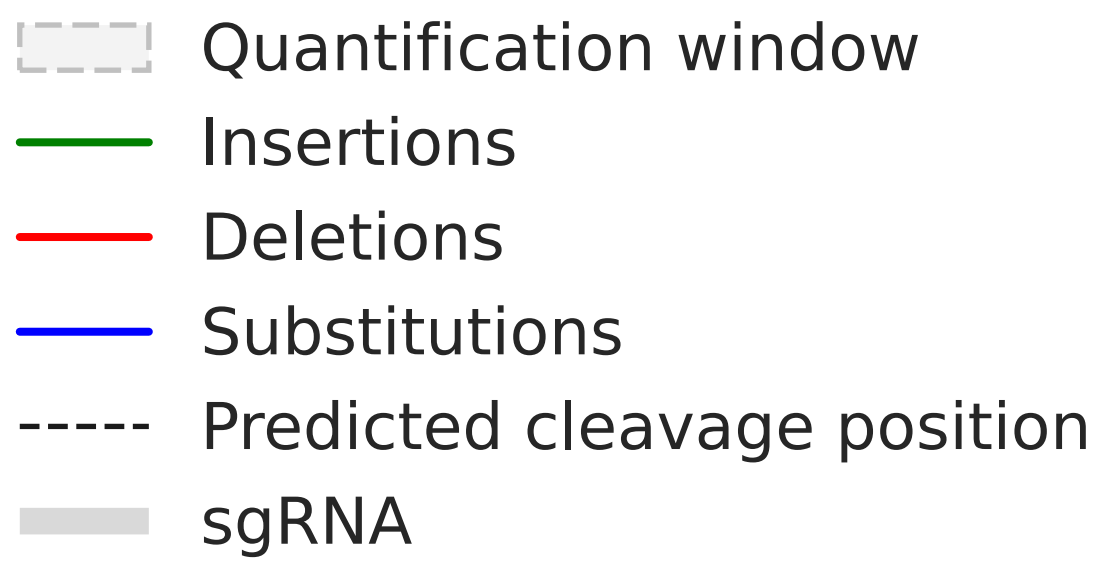 Quantification window
Insertions
Deletions
Substitutions
Predicted cleavage position
sgRNA